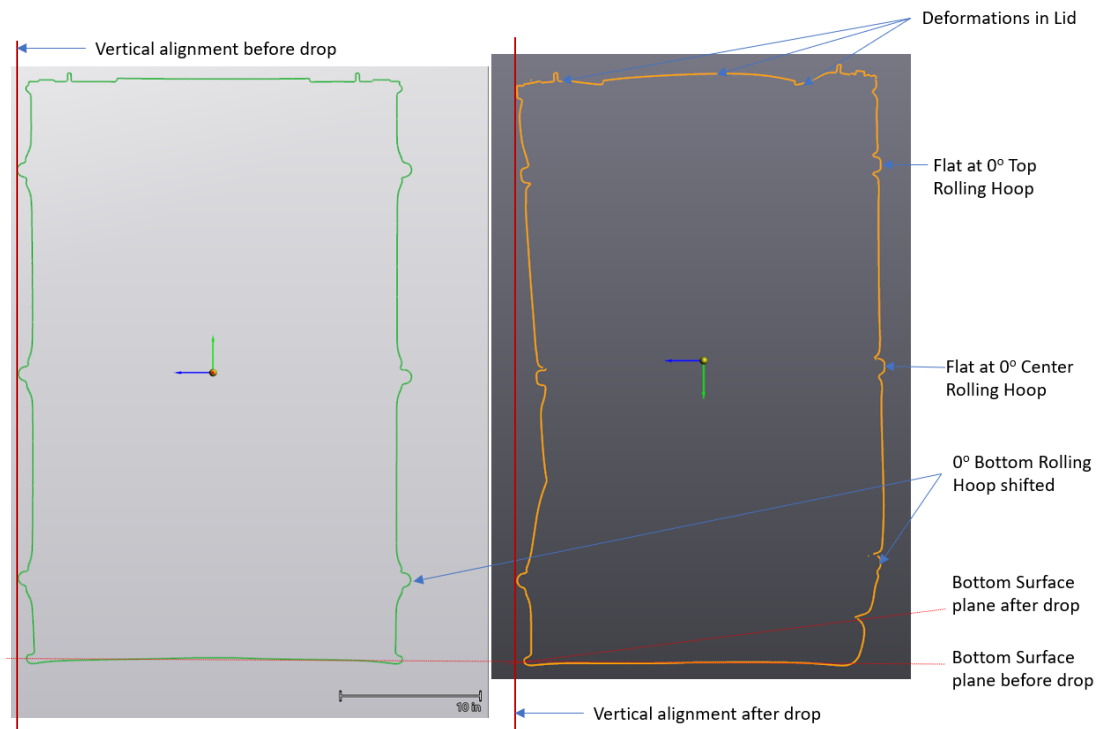 Deformations in Lid
Vertical alignment before drop
Flat at 0° Top
Rolling Hoop
Flat at 0° Center
Rolling Hoop
0° Bottom Rolling
Hoop shifted
Bottom Surface
plane after drop
Bottom Surface
plane before drop
10 in
Vertical alignment after drop